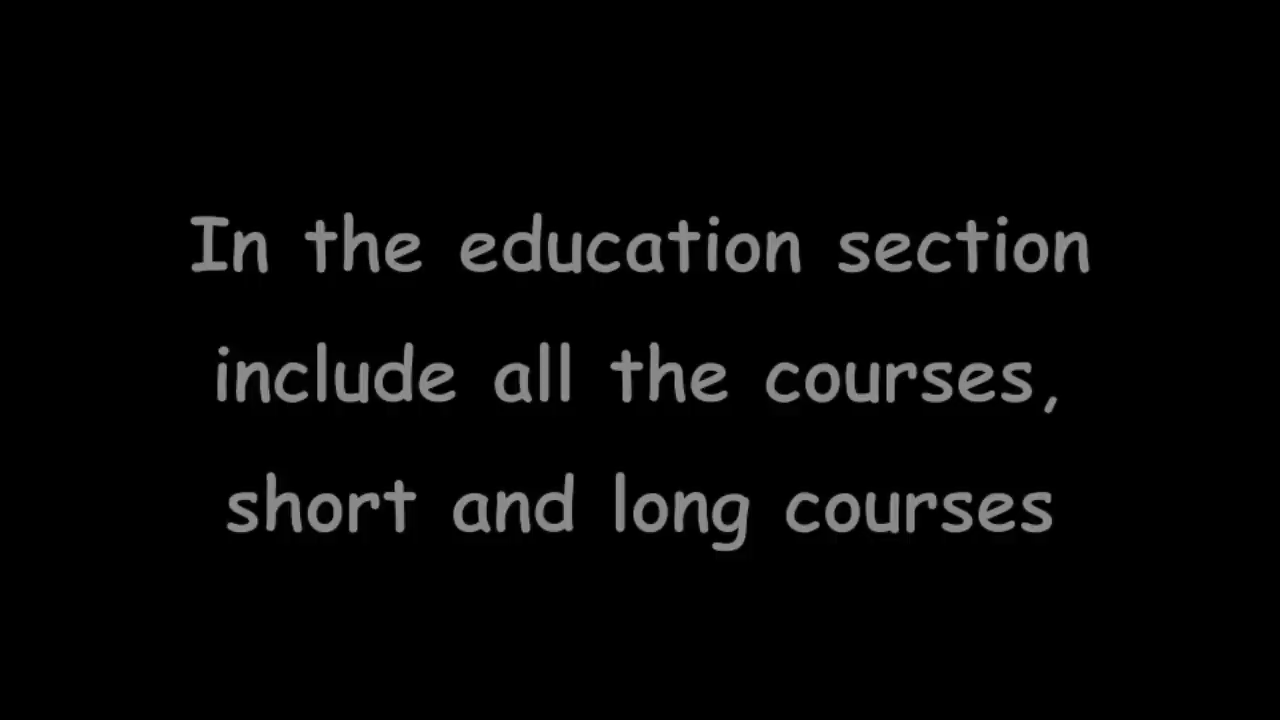 In the education section
include all the courses,
short and long courses